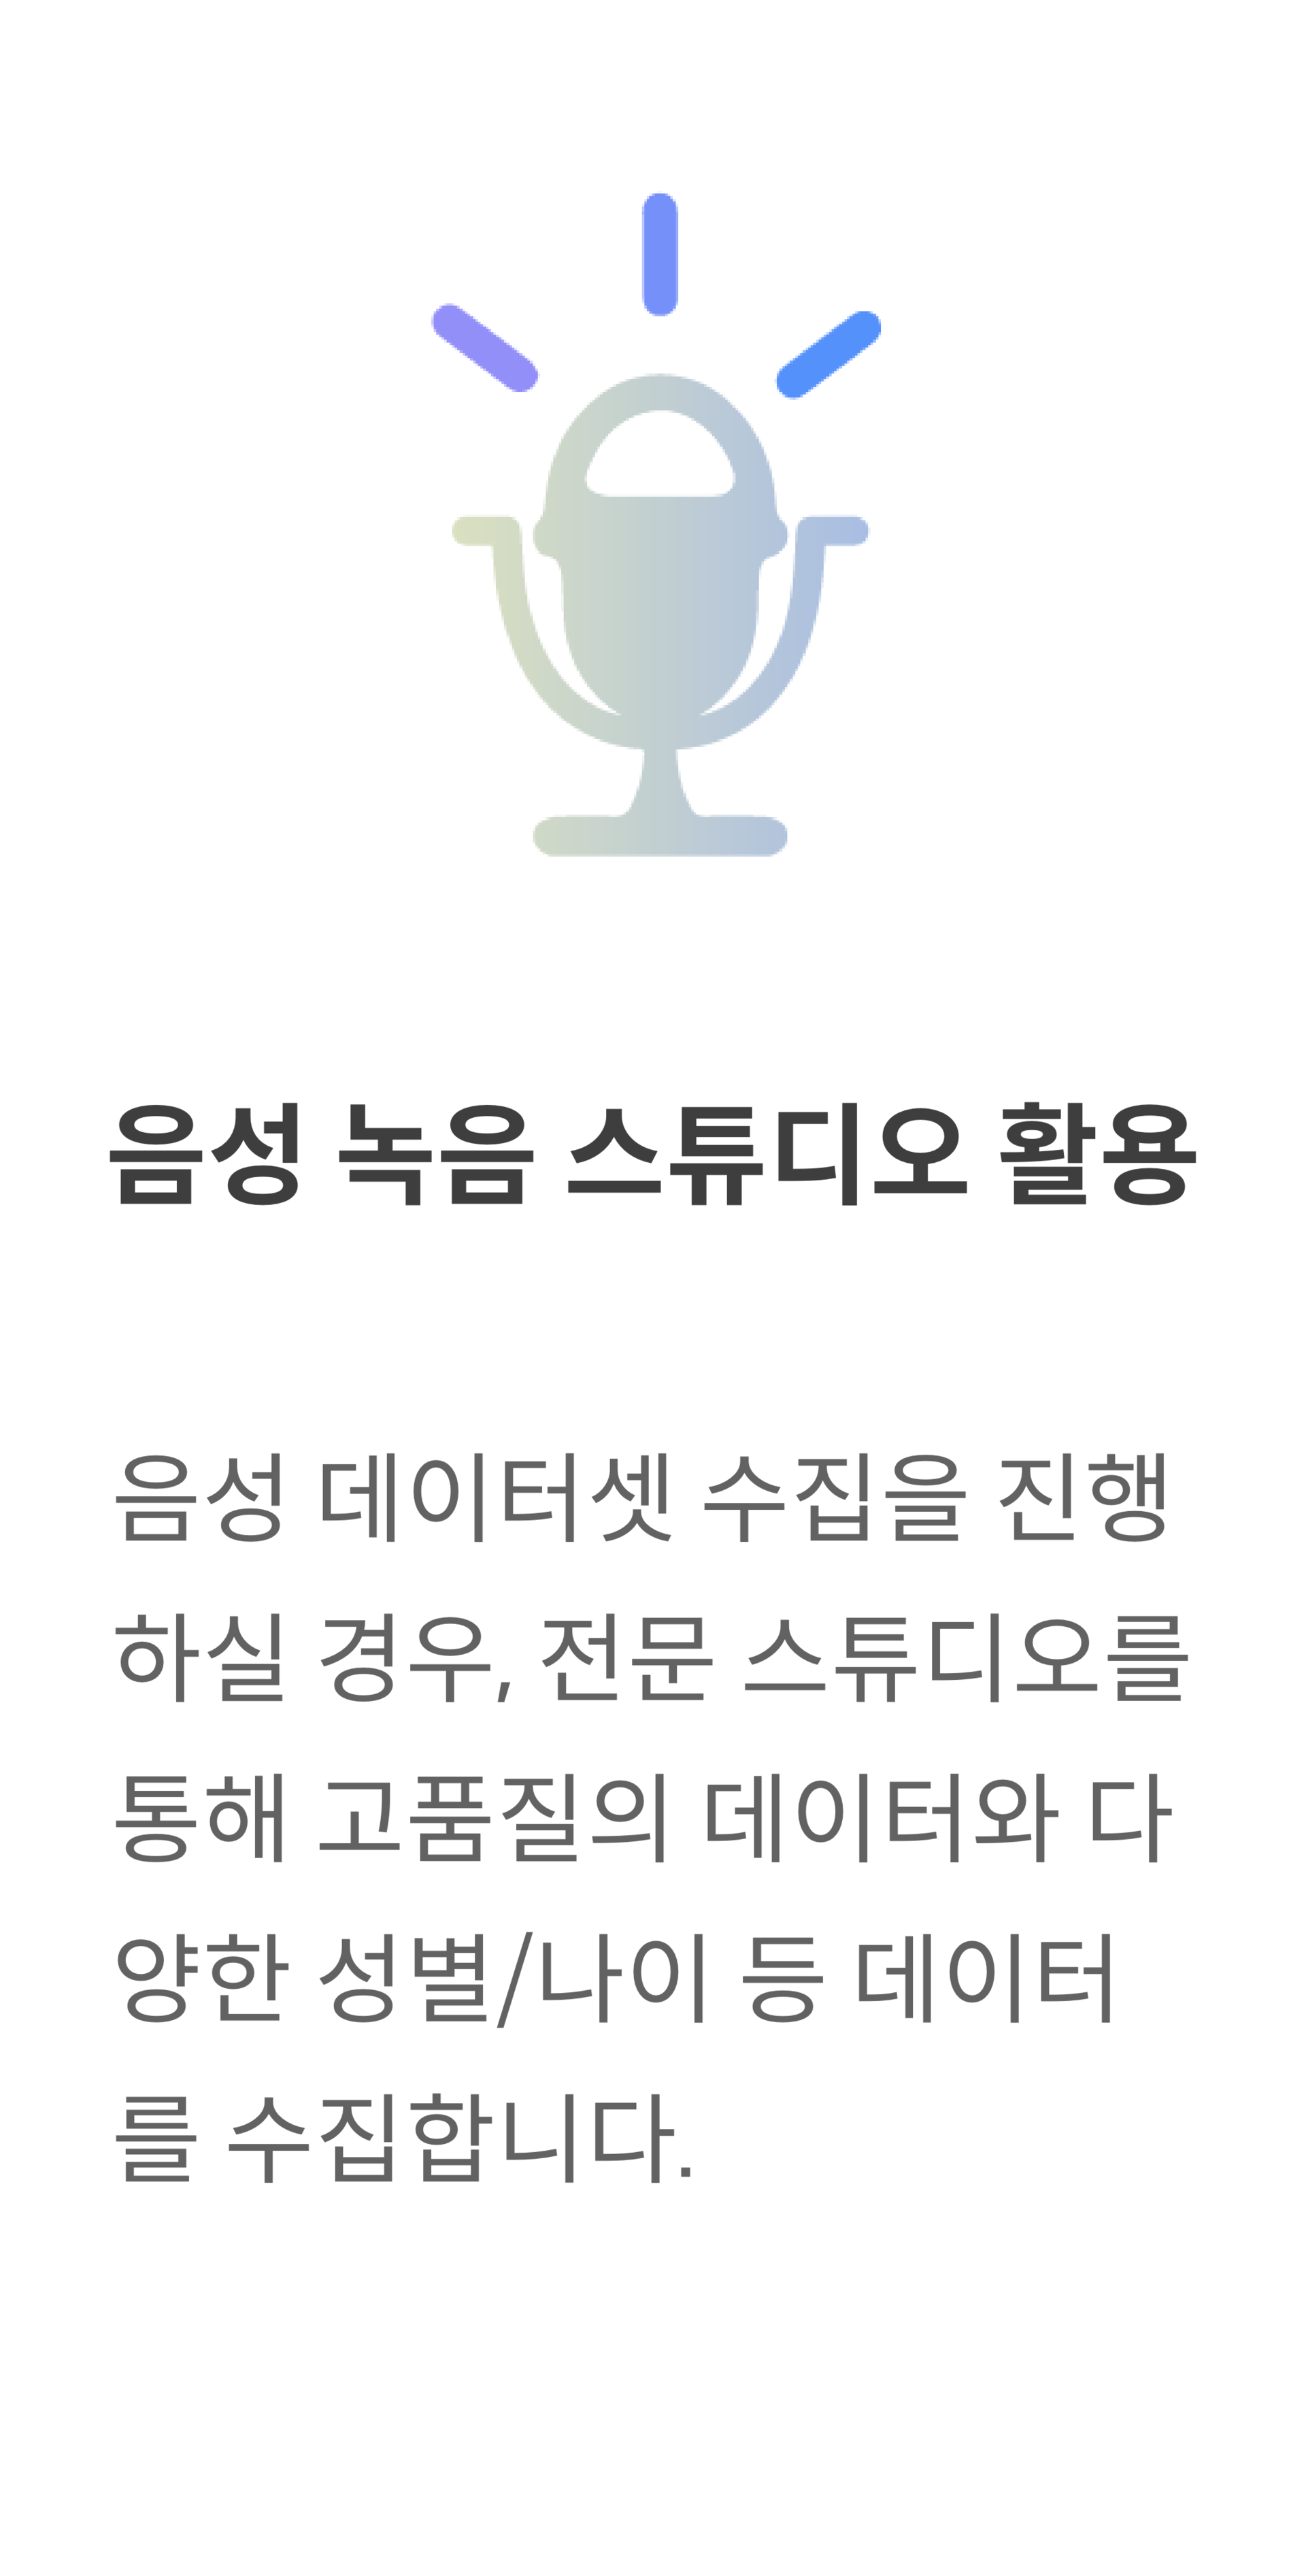 음성 녹음 스튜디오 활용
음성 데이터셋 수집을 진행
하실 경우, 전문 스튜디오를
통해 고품질의 데이터와 다
양한 성별/나이 등 데이터
를 수집합니다.